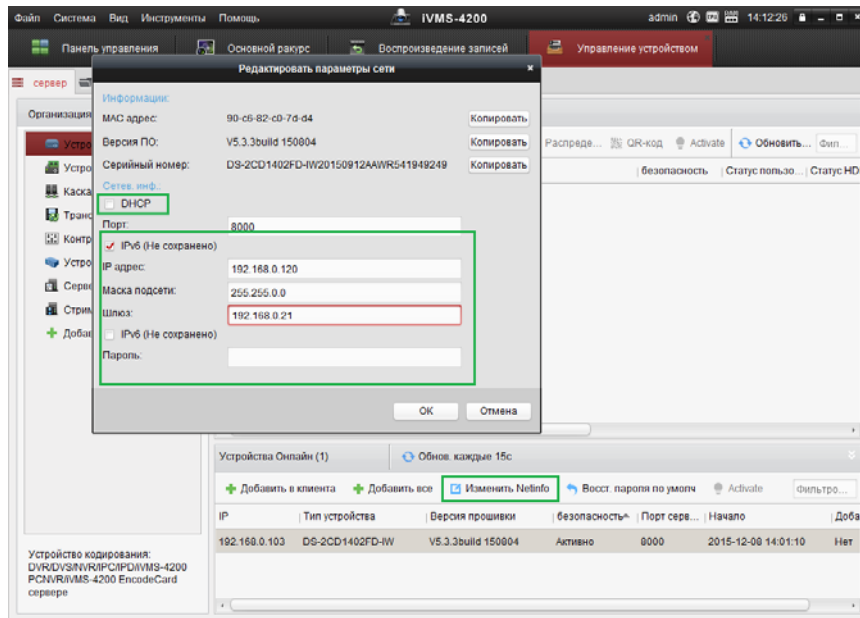 Файл Система Вид Инструменты Помощь iVMS-4200 admin 14:12:26
Панель управления Основной ракурс Воспроизведение записей Управление устройством
сервер
Организация
Редактировать параметры сети
Информация:
MAC адрес: 90-c6-82-c0-7d-d4 Копировать
Версия ПО: V5.3.3build 150804 Копировать
Серийный номер: DS-2CD1402FD-IW20150912AAWR541949249 Копировать
Сетев. инф.:
DHCP
Порт: 8000
IPv6 (Не сохранено)
IP адрес: 192.168.0.120
Маска подсети: 255.255.0.0
Шлюз: 192.168.0.21
IPv6 (Не сохранено)
Пароль:
OK Отмена
Устро
Устро
Каска
Транс
Контр
Устро
Серве
Стрим
Добав
Распреде... QR-код Activate Обновить... Фил...
безопасность Статус пользо... Статус HD
Устройства Онлайн (1) Обнов. каждые 15с
Добавить в клиента Добавить все Изменить Netinfo Восст. пароля по умолч Activate Фильтро...
IP Тип устройства Версия прошивки безопасность Порт серв... Начало Доба
192.168.0.103 DS-2CD1402FD-IW V5.3.3build 150804 Активно 8000 2015-12-08 14:01:10 Нет
Устройство кодирования:
DVR/DVS/NVR/IPC/IPD/iVMS-4200
PCNVR/iVMS-4200 EncodeCard
сервере